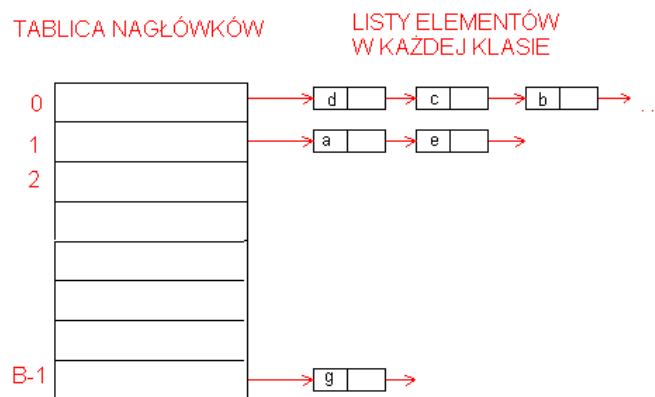 TABLICA NAGŁÓWKÓW
LISTY ELEMENTÓW
W KAŻDEJ KLASIE
0
d
c
b
. .
1
a
e
2
B-1
g